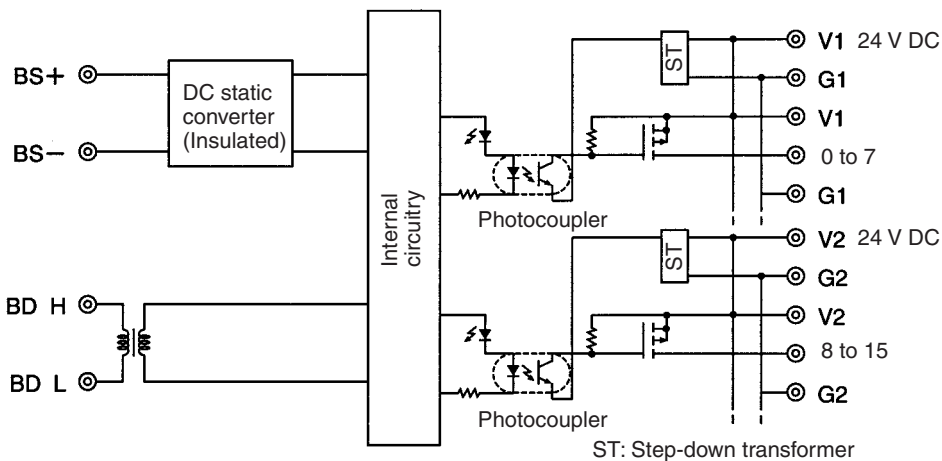 BS+
BS−
DC static
converter
(Insulated)
BD H
BD L
Internal
circuitry
ST
V1 24 V DC
G1
V1
0 to 7
G1
Photocoupler
ST
V2 24 V DC
G2
V2
8 to 15
G2
Photocoupler
ST: Step-down transformer